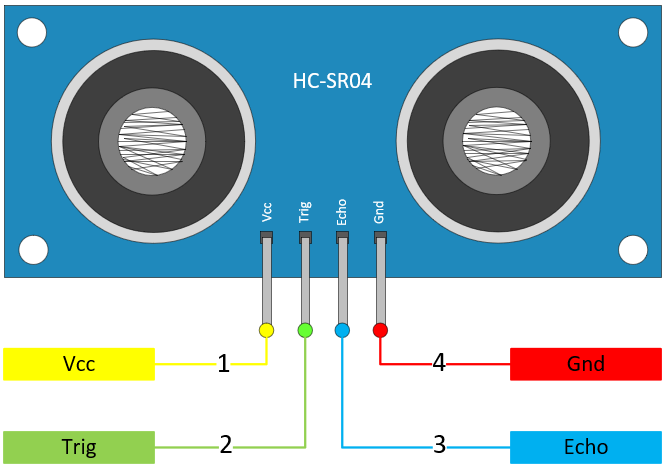 HC-SR04
Vcc
Trig
Echo
Gnd
Vcc
1
4
Gnd
Trig
2
3
Echo